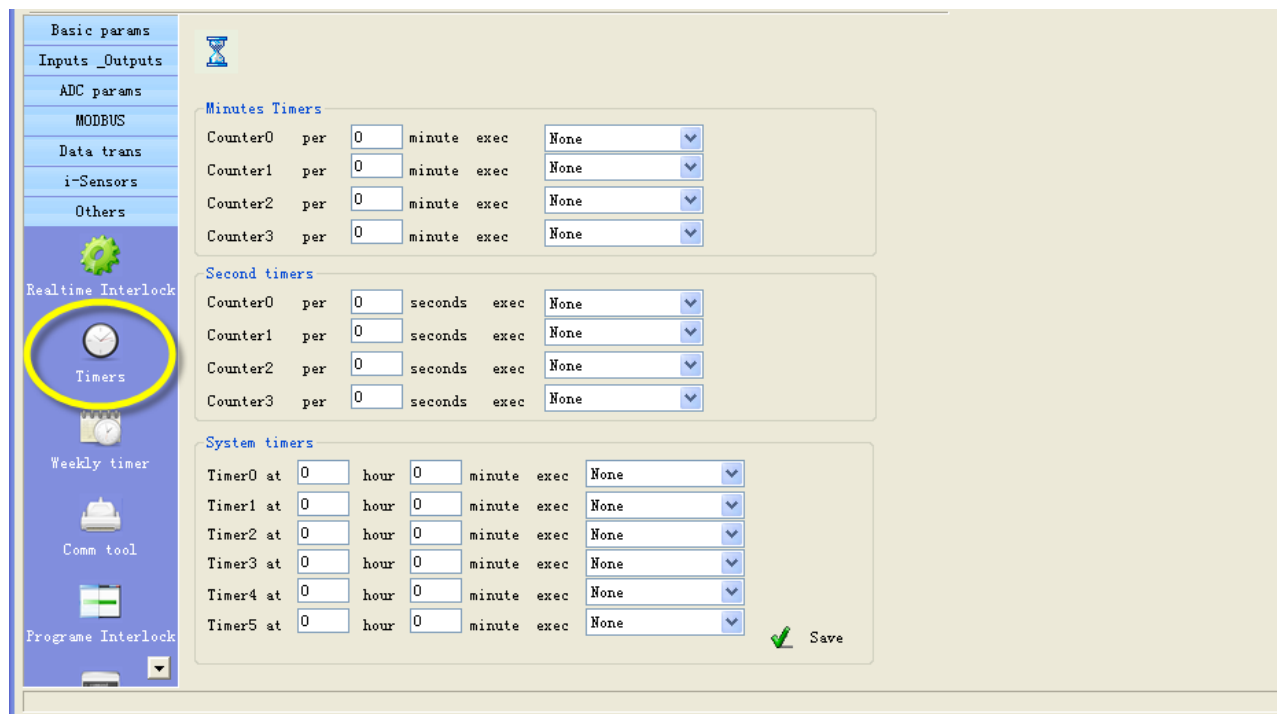 Basic params
Inputs _Outputs
ADC params
MODBUS
Data trans
i-Sensors
Others
Realtime Interlock
Timers
Weekly timer
Comm tool
Programe Interlock
Minutes Timers
Counter0 per 0 minute exec None
Counter1 per 0 minute exec None
Counter2 per 0 minute exec None
Counter3 per 0 minute exec None
Second timers
Counter0 per 0 seconds exec None
Counter1 per 0 seconds exec None
Counter2 per 0 seconds exec None
Counter3 per 0 seconds exec None
System timers
Timer0 at 0 hour 0 minute exec None
Timer1 at 0 hour 0 minute exec None
Timer2 at 0 hour 0 minute exec None
Timer3 at 0 hour 0 minute exec None
Timer4 at 0 hour 0 minute exec None
Timer5 at 0 hour 0 minute exec None
Save